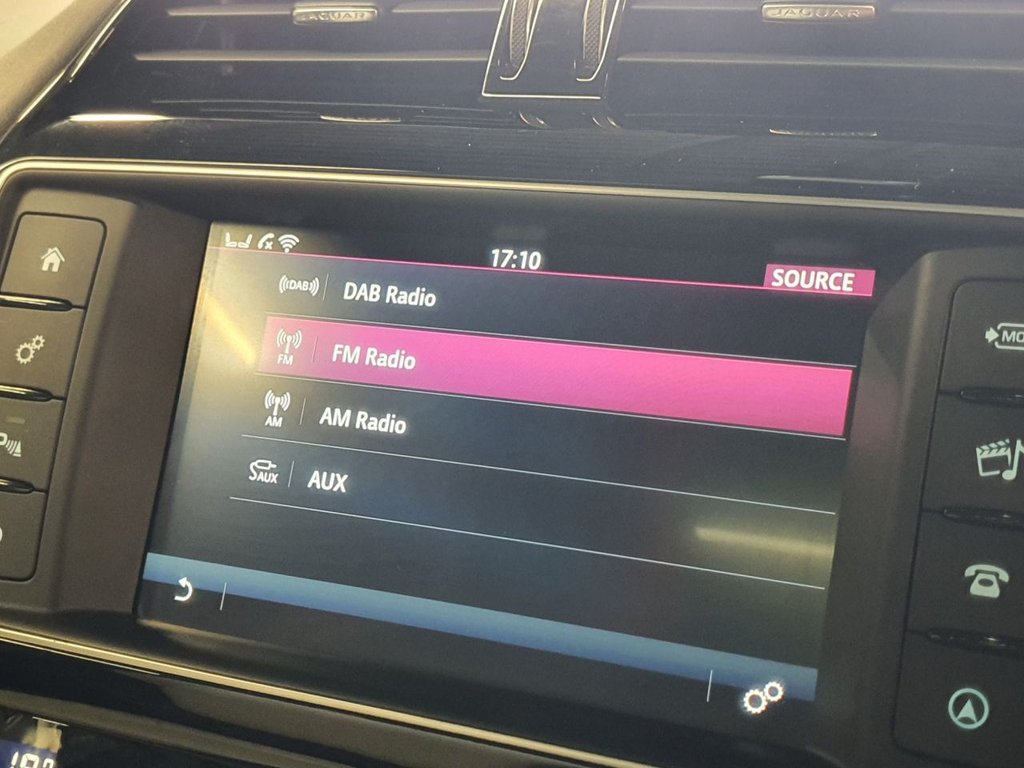 JAGUAR
JAGUAR
17:10
SOURCE
DAB
DAB Radio
FM
FM Radio
AM
AM Radio
AUX
AUX